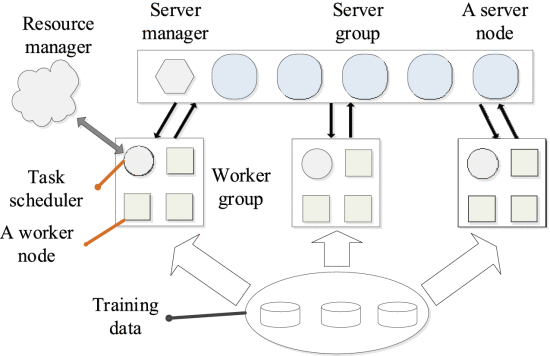 Resource
manager
Server
manager
Server
group
A server
node
Task
scheduler
Worker
group
A worker
node
Training
data